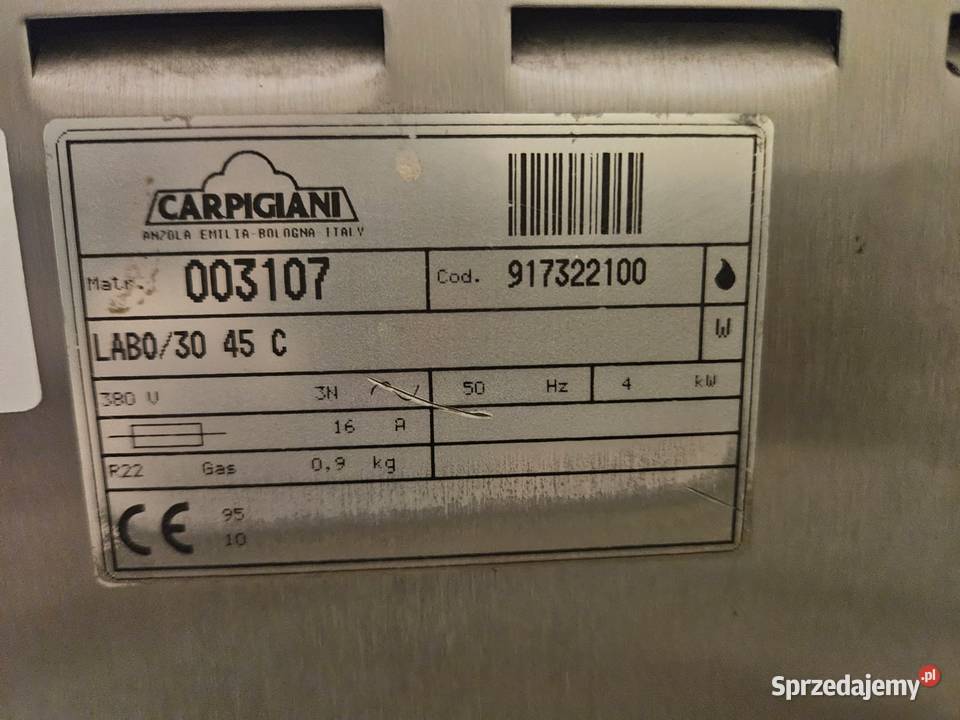 CARPIGIANI
ANZOLA EMILIA-BOLOGNA-ITALY
Matr. 003107 Cod. 917322100
W
LABO/30 45 C
380 V 3N 50 Hz 4 kW
16 A
R22 Gas 0,9 kg
CE 95
10
Sprzedajemy.pl